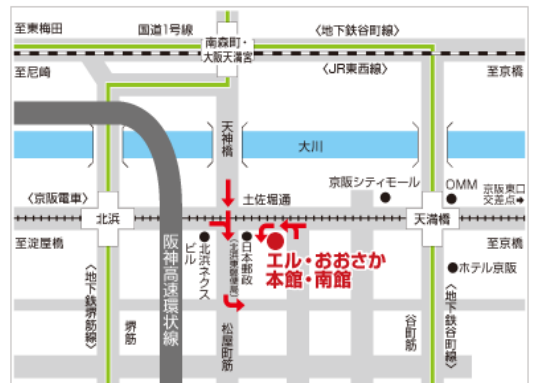 至東梅田
国道1号線
南森町・
大阪天満宮
〈地下鉄谷町線〉
至尼崎
〈JR東西線〉
至京橋
天神橋
大川
京阪シティモール
OMM
京阪東口
交差点➡
〈京阪電車〉
土佐堀通
北浜
天満橋
至淀屋橋
至京橋
北浜ネクス
ビル
〈北浜東郵便局〉
日本郵政
エル・おおさか
本館・南館
ホテル京阪
阪神高速環状線
〈地下鉄堺筋線〉
堺筋
松屋町筋
谷町筋
〈地下鉄谷町線〉